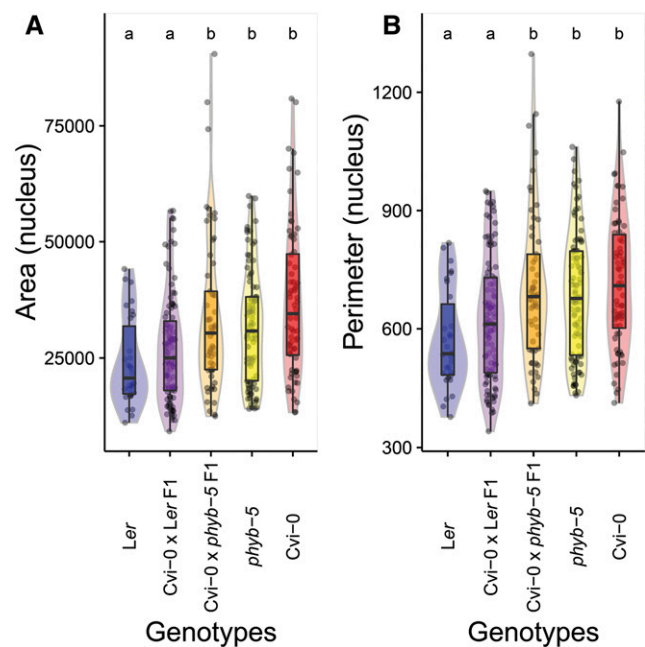 A
a a b b b
Area (nucleus)
75000
50000
25000
Ler
Cvi−0 x Ler F1
Cvi−0 x phyb−5 F1
phyb−5
Cvi−0
Genotypes
B
a a b b b
Perimeter (nucleus)
1200
900
600
300
Ler
Cvi−0 x Ler F1
Cvi−0 x phyb−5 F1
phyb−5
Cvi−0
Genotypes